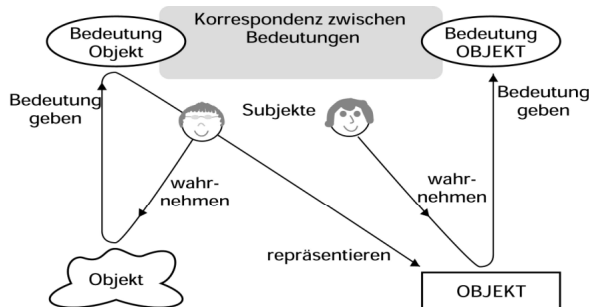 Korrespondenz zwischen
Bedeutungen
Bedeutung
Objekt
Bedeutung
OBJEKT
Bedeutung
geben
Subjekte
Bedeutung
geben
wahr-
nehmen
wahr-
nehmen
repräsentieren
Objekt
OBJEKT